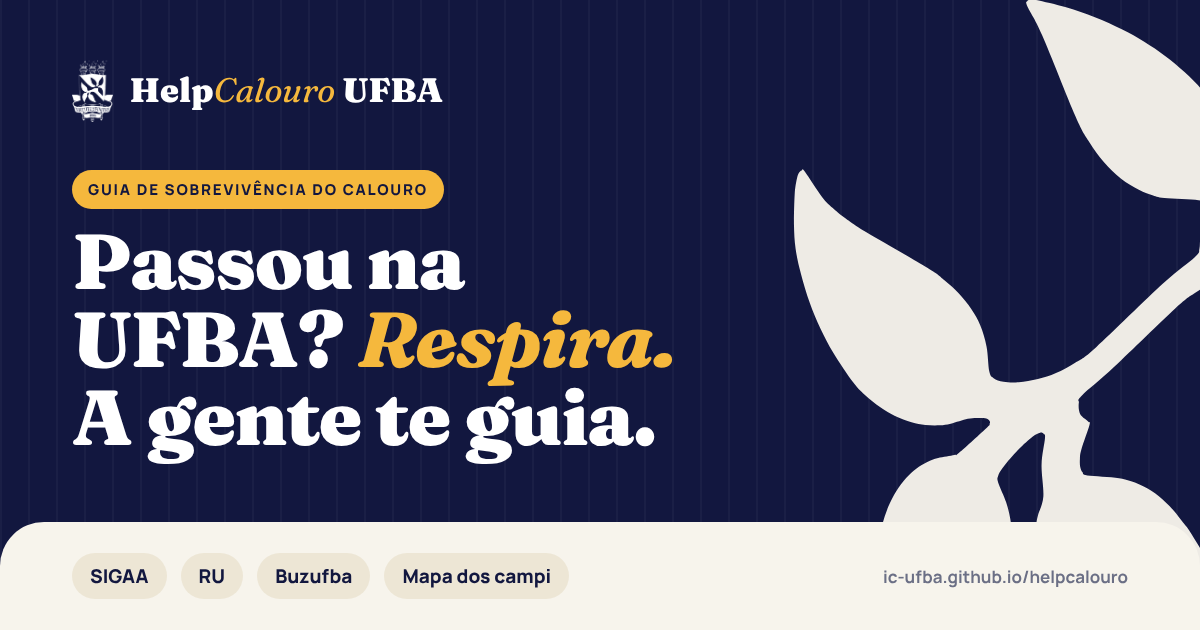 HelpCalouro UFBA
GUIA DE SOBREVIVÊNCIA DO CALOURO
Passou na
UFBA? Respira.
A gente te guia.
SIGAA
RU
Buzufba
Mapa dos campi
ic-ufba.github.io/helpcalouro